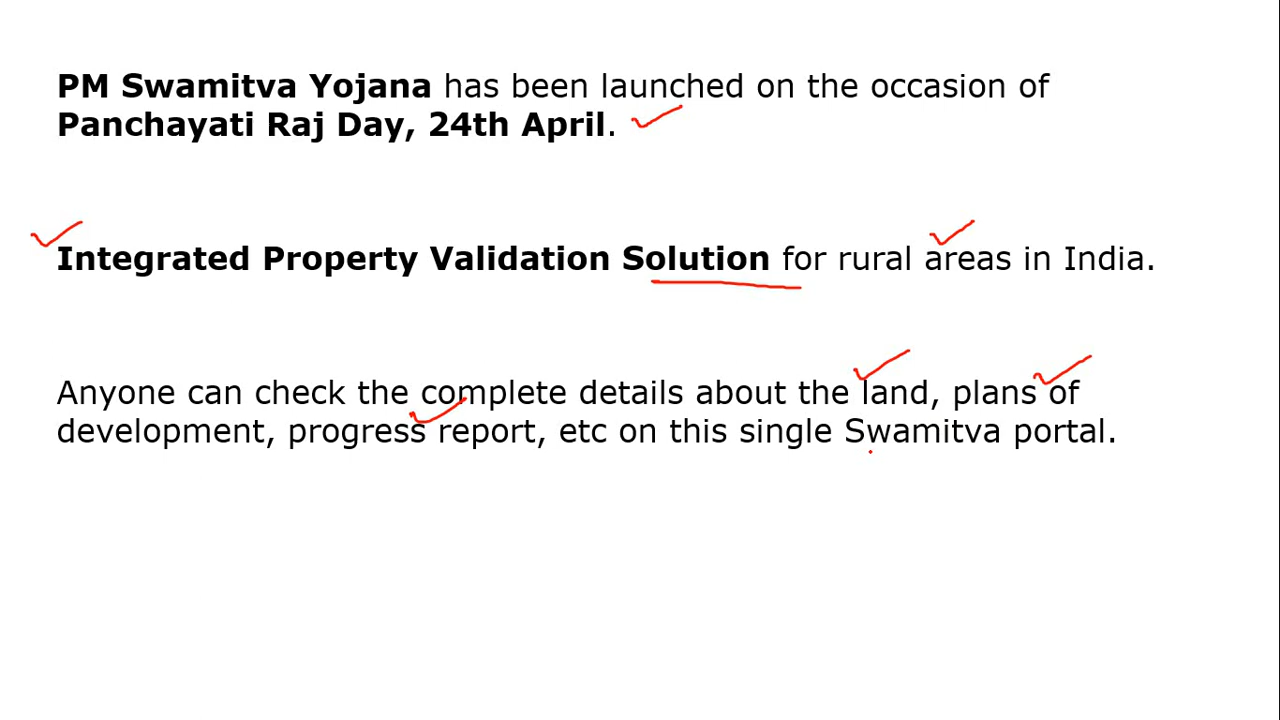 PM Swamitva Yojana has been launched on the occasion of
Panchayati Raj Day, 24th April.
Integrated Property Validation Solution for rural areas in India.
Anyone can check the complete details about the land, plans of
development, progress report, etc on this single Swamitva portal.